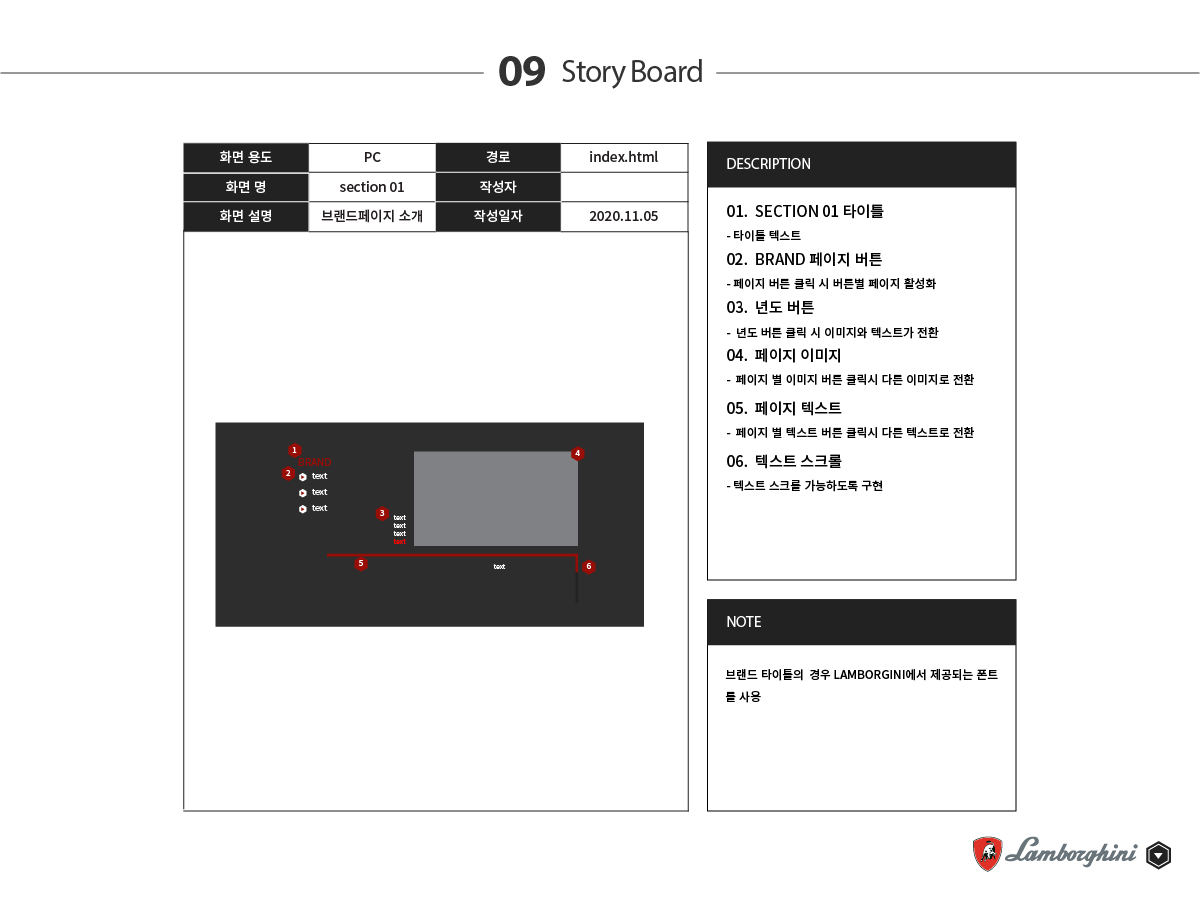 09 Story Board
화면 용도 PC 경로 index.html
화면 명 section 01 작성자
화면 설명 브랜드페이지 소개 작성일자 2020.11.05
1
BRAND
2 text
text
text
3
text
text
text
text
4
5
text
6
DESCRIPTION
01. SECTION 01 타이틀
- 타이틀 텍스트
02. BRAND 페이지 버튼
- 페이지 버튼 클릭 시 버튼별 페이지 활성화
03. 년도 버튼
- 년도 버튼 클릭 시 이미지와 텍스트가 전환
04. 페이지 이미지
- 페이지 별 이미지 버튼 클릭시 다른 이미지로 전환
05. 페이지 텍스트
- 페이지 별 텍스트 버튼 클릭시 다른 텍스트로 전환
06. 텍스트 스크롤
- 텍스트 스크롤 가능하도록 구현
NOTE
브랜드 타이틀의 경우 LAMBORGINI에서 제공되는 폰트
를 사용
Lamborghini